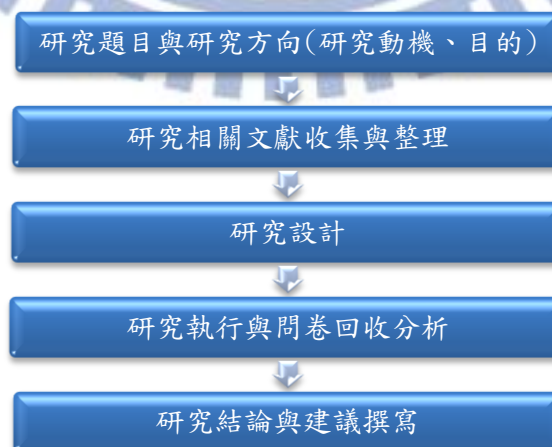 研究題目與研究方向(研究動機、目的)
研究相關文獻收集與整理
研究設計
研究執行與問卷回收分析
研究結論與建議撰寫